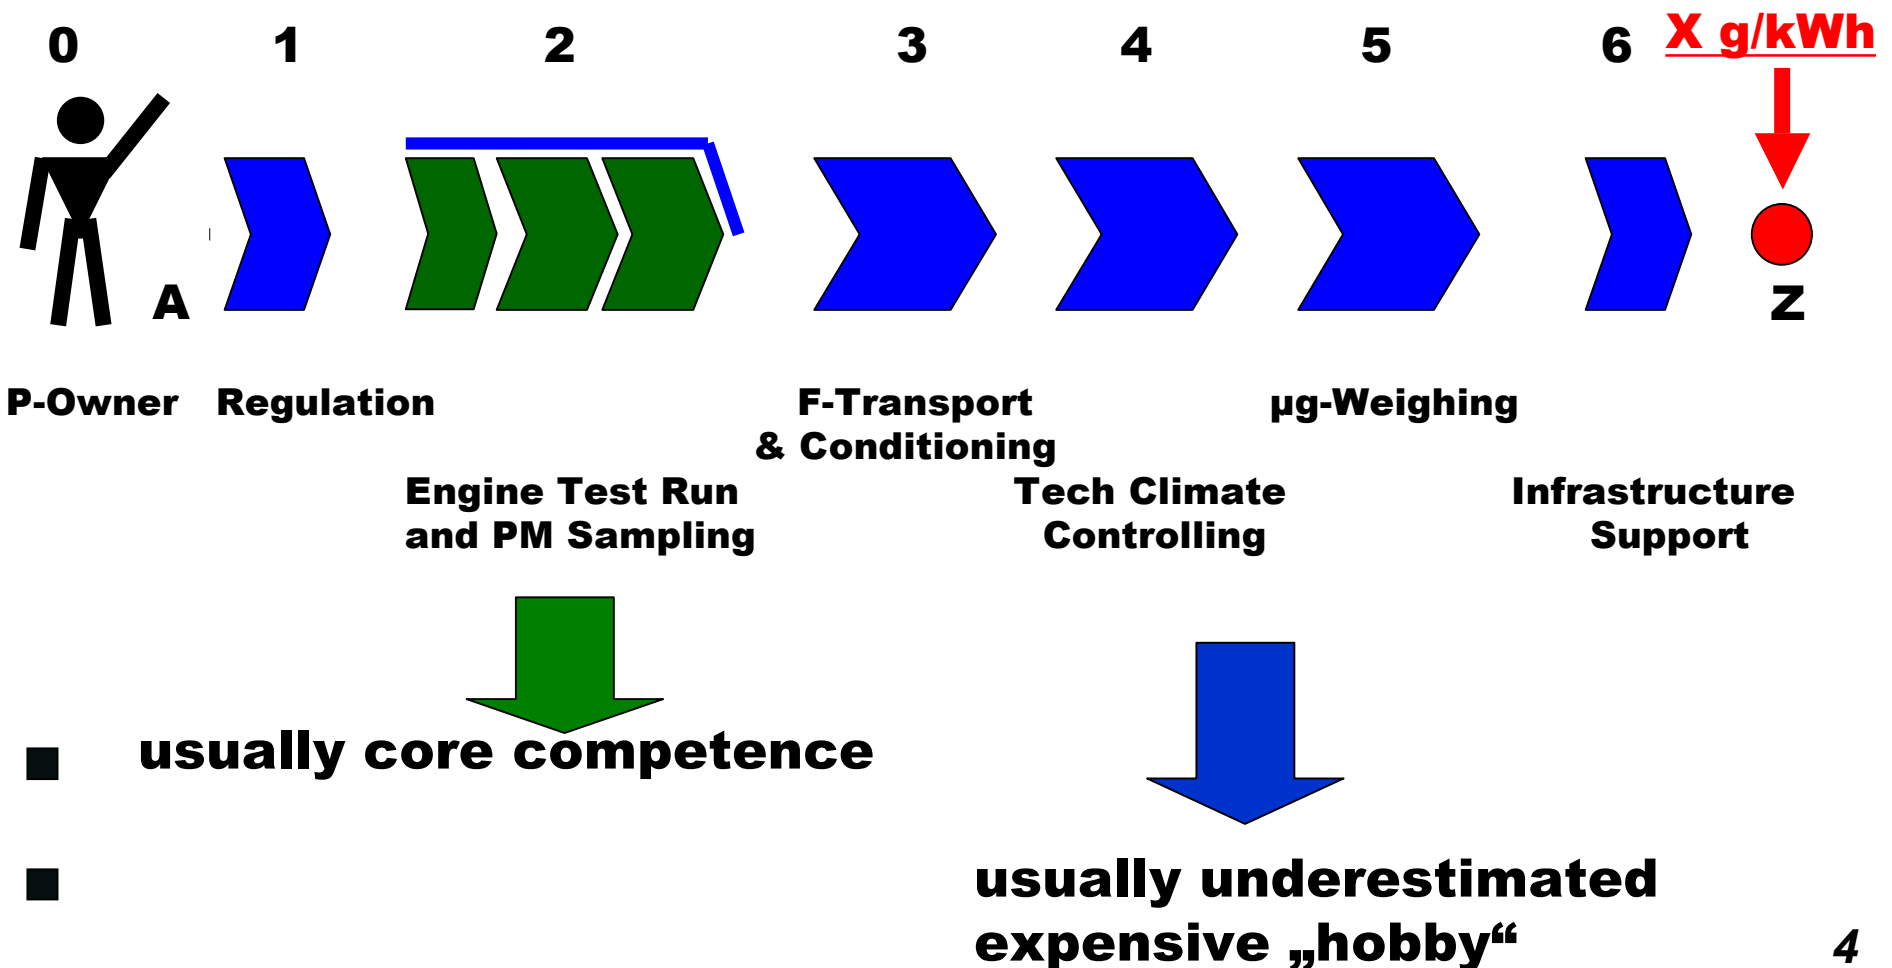 0 1 2 3 4 5 6 X g/kWh
A Z
P-Owner Regulation F-Transport µg-Weighing
& Conditioning
Engine Test Run Tech Climate Infrastructure
and PM Sampling Controlling Support
usually core competence
usually underestimated
expensive „hobby“
4